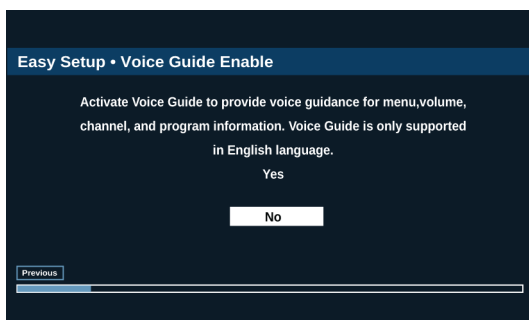 Easy Setup • Voice Guide Enable
Activate Voice Guide to provide voice guidance for menu,volume,
channel, and program information. Voice Guide is only supported
in English language.
Yes
No
Previous